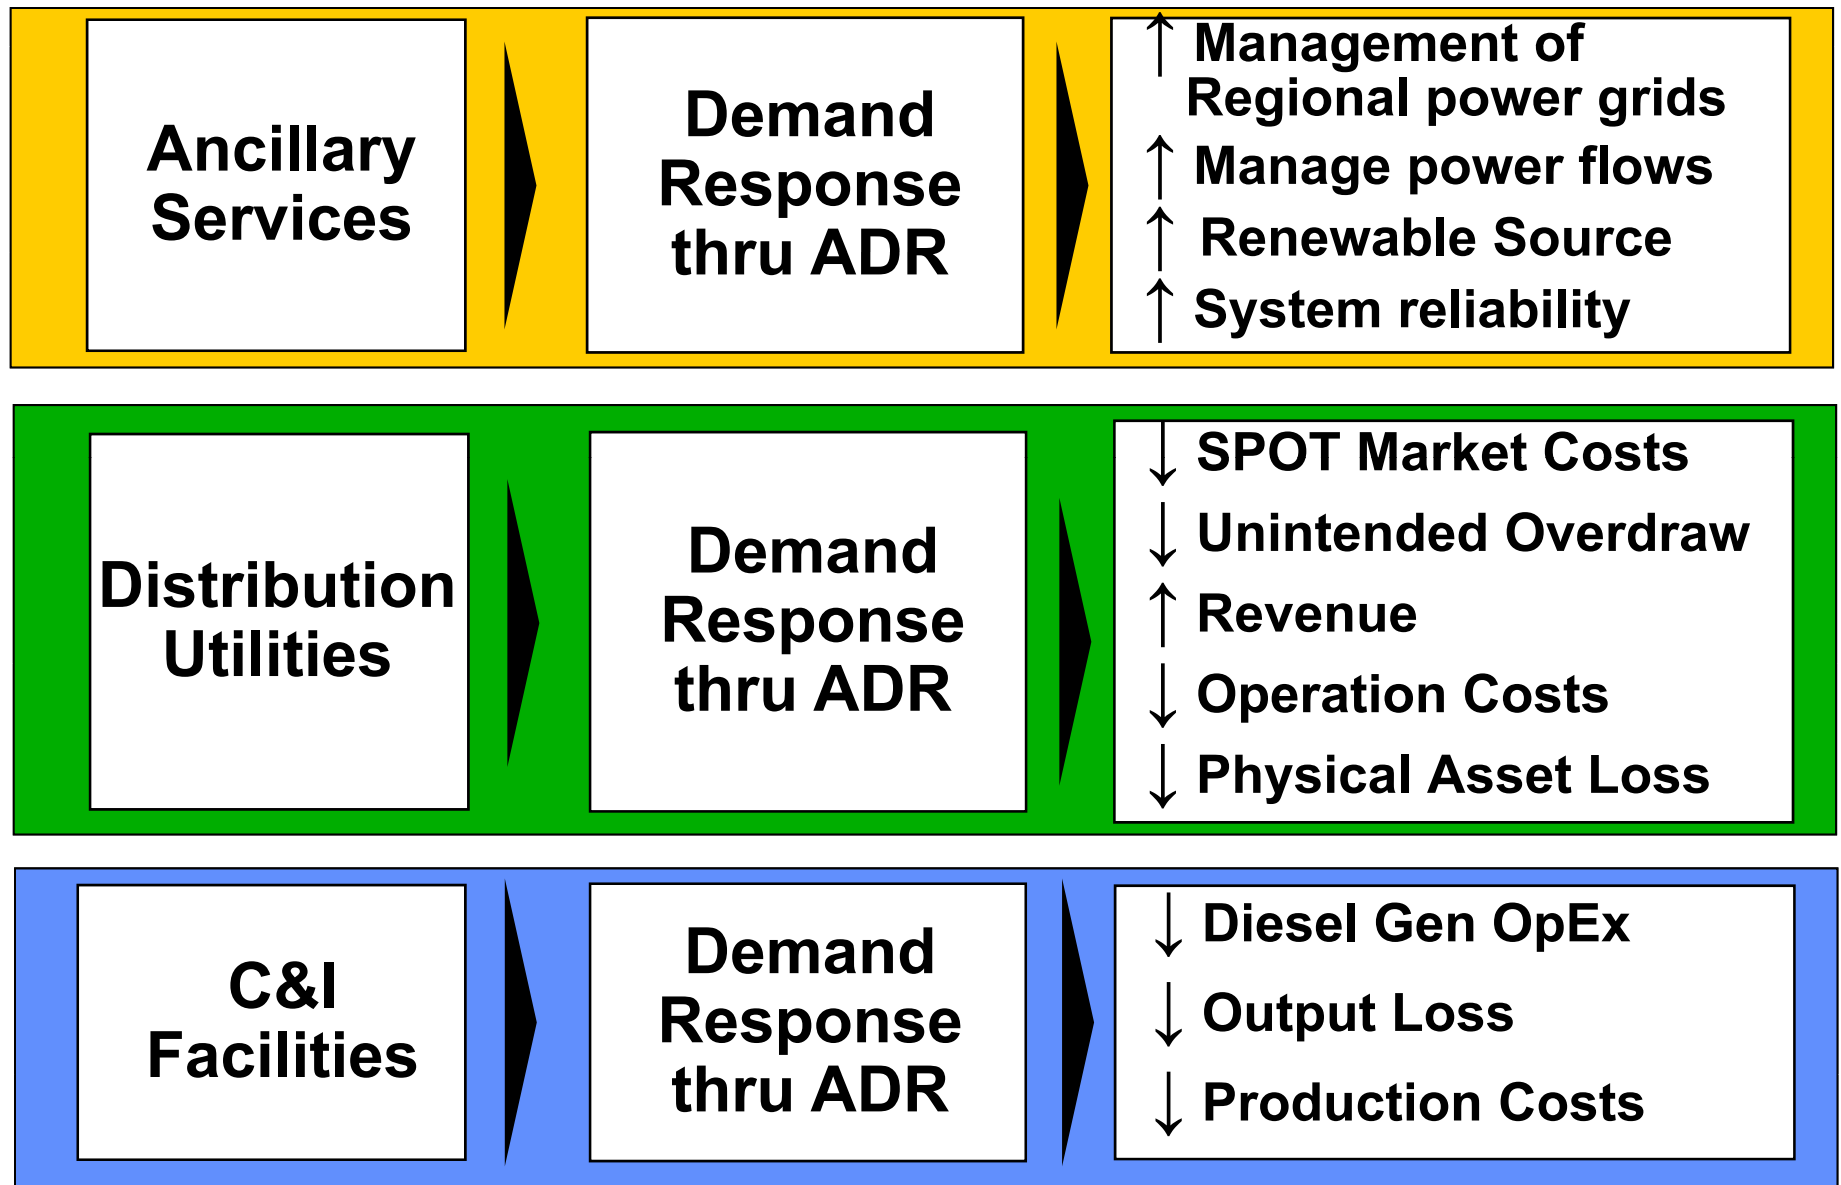 Ancillary
Services
Demand
Response
thru ADR
↑ Management of
Regional power grids
↑ Manage power flows
↑ Renewable Source
↑ System reliability
Distribution
Utilities
Demand
Response
thru ADR
↓ SPOT Market Costs
↓ Unintended Overdraw
↑ Revenue
↓ Operation Costs
↓ Physical Asset Loss
C&I
Facilities
Demand
Response
thru ADR
↓ Diesel Gen OpEx
↓ Output Loss
↓ Production Costs